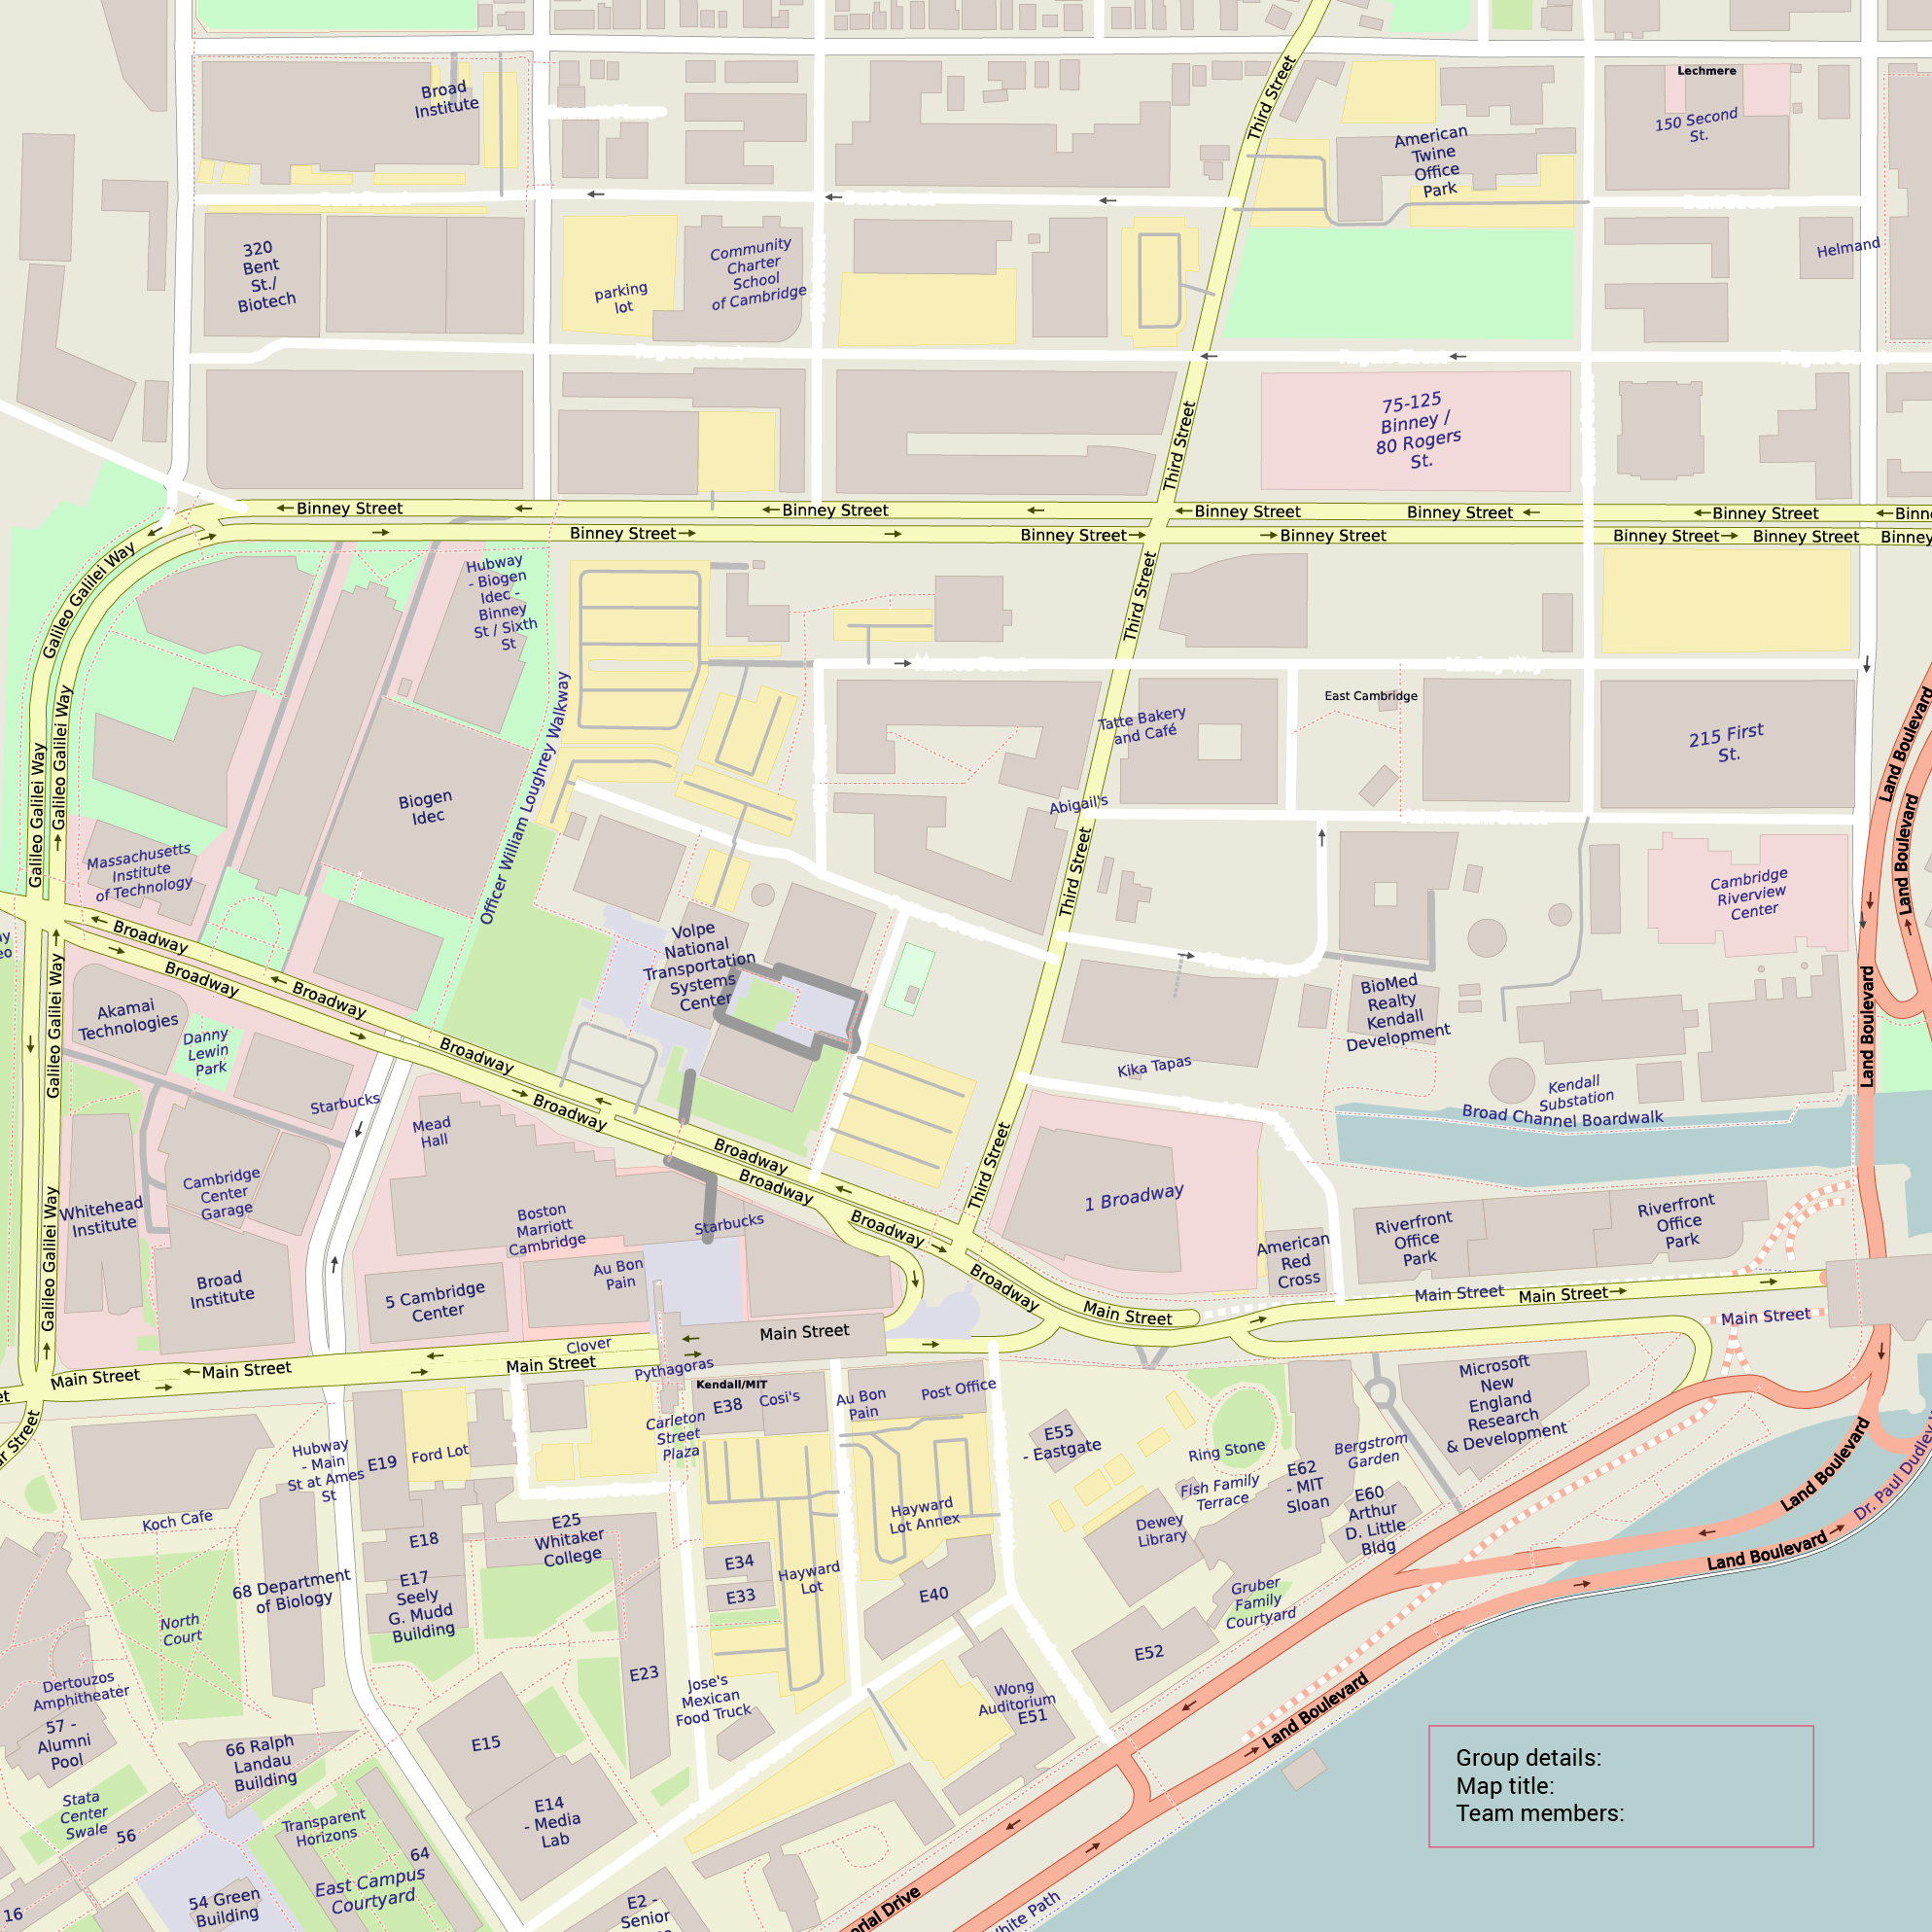 Broad
Institute
Third Street
American
Twine
Office
Park
Lechmere
150 Second
St.
320
Bent
St./
Biotech
parking
lot
Community
Charter
School
of Cambridge
Helmand
75-125
Binney /
80 Rogers
St.
Third Street
Binney Street
Binney Street
Binney Street
Binney Street
Binney Street
Binney Street
Binney Street
Binney Street
Binney Street
Binney Street
Galileo Galilei Way
Hubway
- Biogen
Idec -
Binney
St / Sixth
St
Third Street
Officer William Loughrey Walkway
East Cambridge
Tatte Bakery
and Café
215 First
St.
Land Boulevard
Land Boulevard
Galileo Galilei Way
Galileo Galilei Way
Biogen
Idec
Abigail's
Massachusetts
Institute
of Technology
Third Street
Cambridge
Riverview
Center
Broadway
Broadway
Broadway
Volpe
National
Transportation
Systems
Center
Akamai
Technologies
Danny
Lewin
Park
BioMed
Realty
Kendall
Development
Land Boulevard
Galileo Galilei Way
Broadway
Broadway
Kika Tapas
Kendall
Substation
Broad Channel Boardwalk
Starbucks
Mead
Hall
Broadway
Broadway
Third Street
Cambridge
Center
Garage
Whitehead
Institute
Galileo Galilei Way
Boston
Marriott
Cambridge
Starbucks
Broadway
1 Broadway
Riverfront
Office
Park
Riverfront
Office
Park
American
Red
Cross
Broad
Institute
5 Cambridge
Center
Au Bon
Pain
Broadway
Main Street
Main Street
Main Street
Main Street
Main Street
Clover
Main Street
Main Street
Main Street
Pythagoras
Kendall/MIT
E38
Cosi's
Au Bon
Pain
Post Office
Microsoft
New
England
Research
& Development
Carleton
Street
Plaza
Hubway
- Main
St at Ames
St
E19
Ford Lot
E55
- Eastgate
Ring Stone
Bergstrom
Garden
Fish Family
Terrace
E62
- MIT
Sloan
E60
Arthur
D. Little
Bldg
Land Boulevard
Koch Cafe
E18
E25
Whitaker
College
Hayward
Lot Annex
Dewey
Library
Land Boulevard
E34
E33
Hayward
Lot
E40
68 Department
of Biology
E17
Seely
G. Mudd
Building
North
Court
Gruber
Family
Courtyard
E52
Dertouzos
Amphitheater
E23
Jose's
Mexican
Food Truck
Wong
Auditorium
E51
Land Boulevard
57 -
Alumni
Pool
66 Ralph
Landau
Building
E15
Group details:
Map title:
Team members:
Stata
Center
Swale
56
Transparent
Horizons
E14
- Media
Lab
64
East Campus
Courtyard
54 Green
Building
16
E2 -
Senior